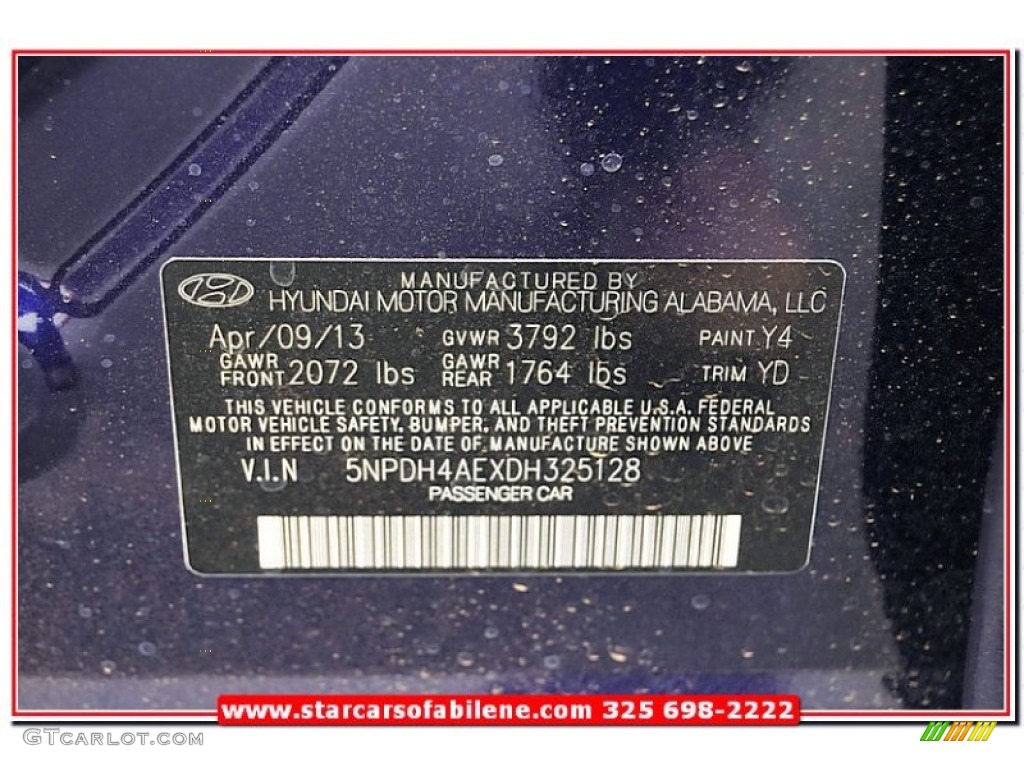 MANUFACTURED BY
HYUNDAI MOTOR MANUFACTURING ALABAMA, LLC
Apr/09/13 GVWR 3792 lbs PAINT Y4
GAWR FRONT 2072 lbs GAWR REAR 1764 lbs TRIM YD
THIS VEHICLE CONFORMS TO ALL APPLICABLE U.S.A. FEDERAL
MOTOR VEHICLE SAFETY, BUMPER, AND THEFT PREVENTION STANDARDS
IN EFFECT ON THE DATE OF MANUFACTURE SHOWN ABOVE
V.I.N 5NPDH4AEXDH325128
PASSENGER CAR
www.starcarsofabilene.com 325 698-2222
GTCARLOT.COM